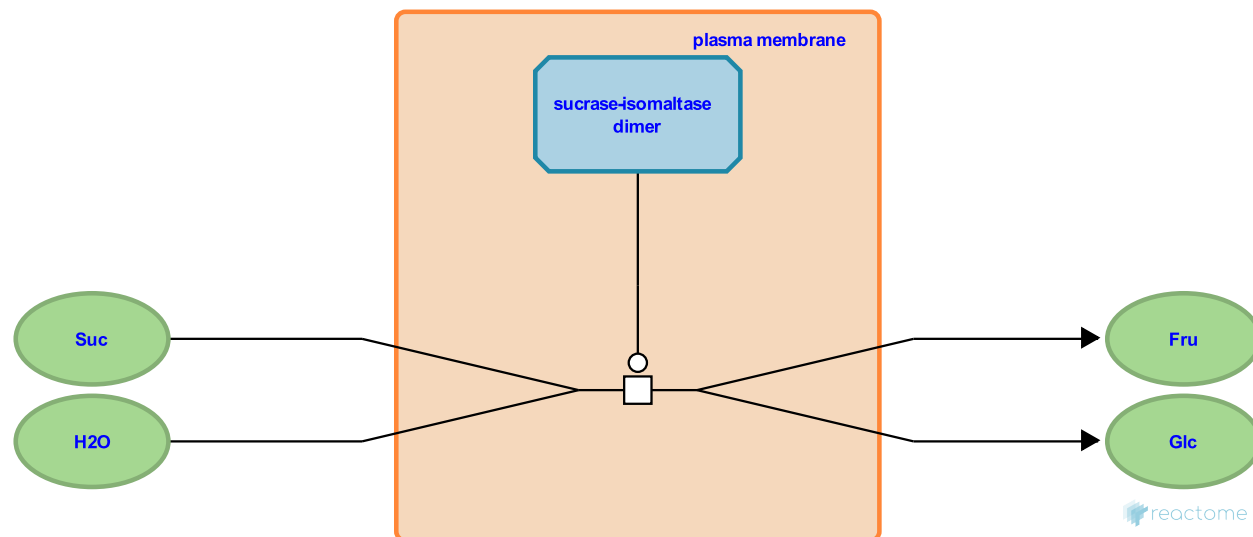 plasma membrane
sucrase-isomaltase
dimer
Suc
Fru
H2O
Glc
reactome